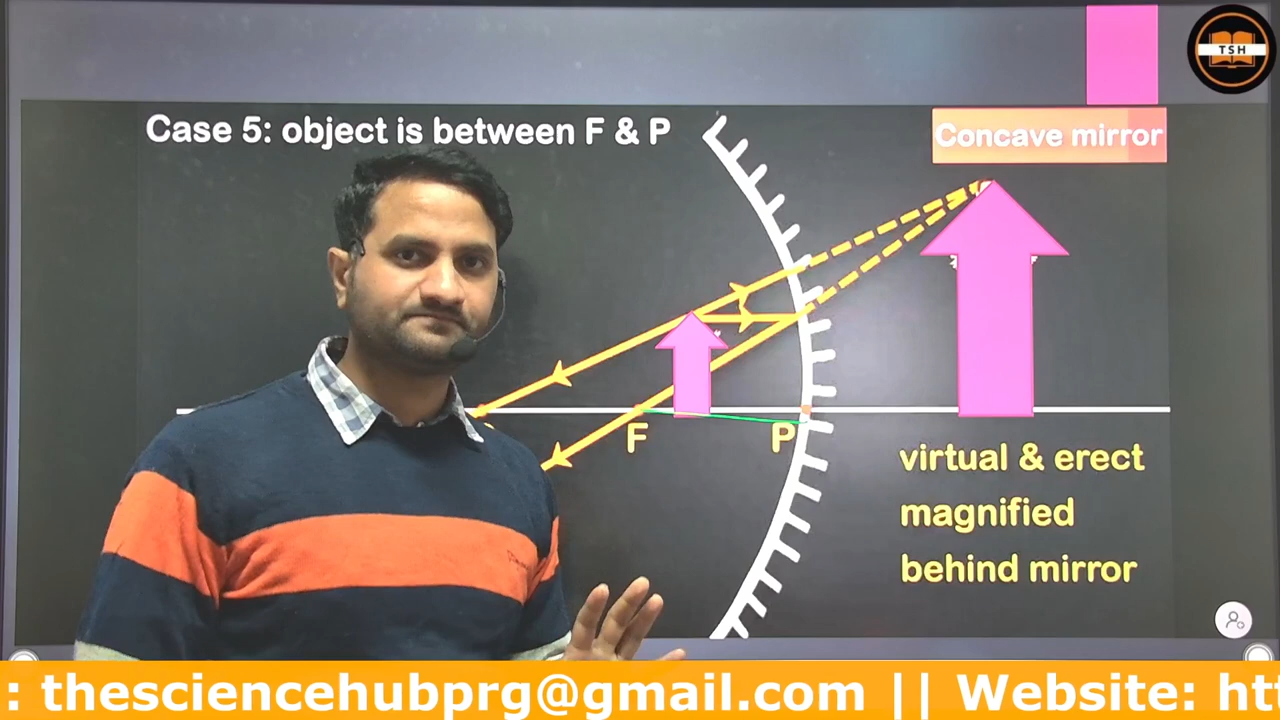 TSH
Case 5: object is between F & P
Concave mirror
F
P
virtual & erect
magnified
behind mirror
: thesciencehubprg@gmail.com || Website: htt